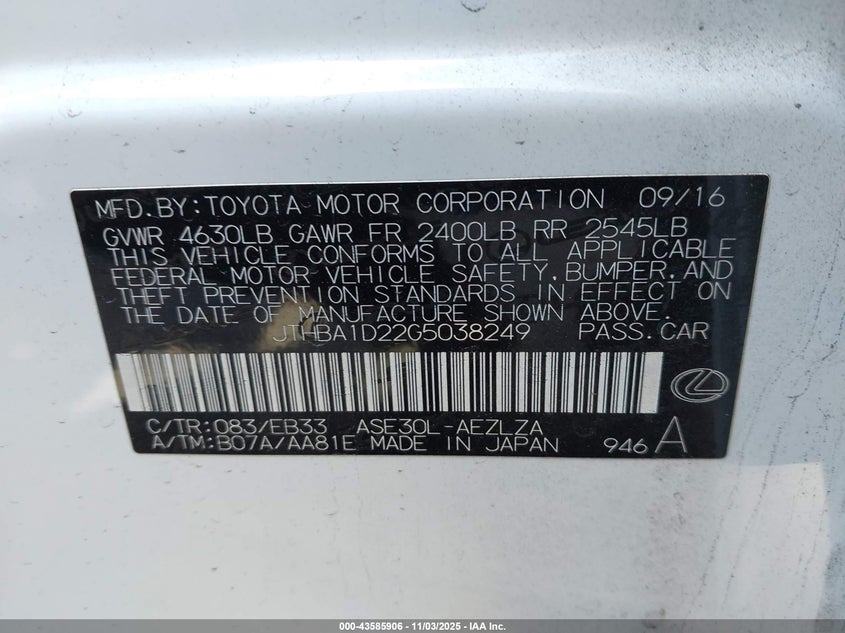 MFD.BY:TOYOTA MOTOR CORPORATION 09/16
GVWR 4630LB GAWR FR 2400LB RR 2545LB
THIS VEHICLE CONFORMS TO ALL APPLICABLE
FEDERAL MOTOR VEHICLE SAFETY,BUMPER,AND
THEFT PREVENTION STANDARDS IN EFFECT ON
THE DATE OF MANUFACTURE SHOWN ABOVE.
JTHBA1D22G5038249 PASS.CAR
C/TR:083/EB33 ASE30L-AEZLZA
A/TM:B07A/AA81E MADE IN JAPAN 946 A
000-43585906 - 11/03/2025 - IAA Inc.